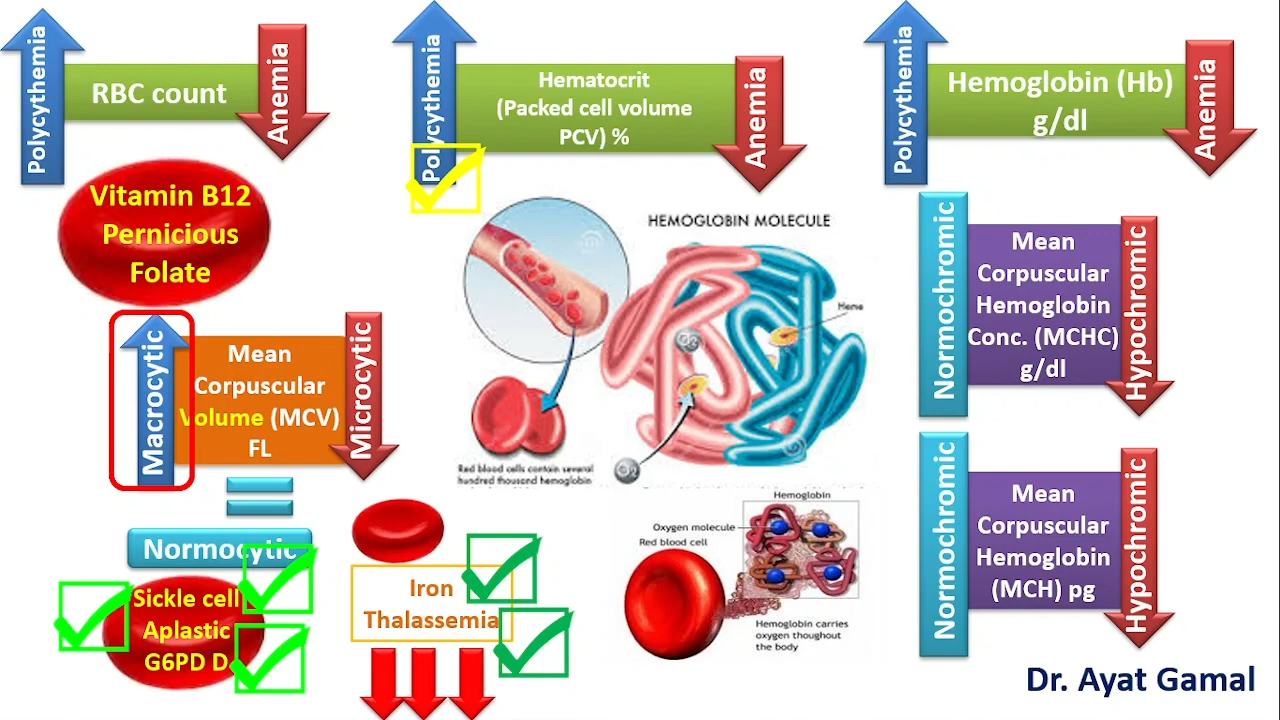 Polycythemia
RBC count
Anemia
Polycythemia
Hematocrit
(Packed cell volume
PCV) %
Anemia
Polycythemia
Hemoglobin (Hb)
g/dl
Anemia
Vitamin B12
Pernicious
Folate
Macrocytic
Mean
Corpuscular
Volume (MCV)
FL
Microcytic
Normocytic
Sickle cell
Aplastic
G6PD D
Iron
Thalassemia
HEMOGLOBIN MOLECULE
Heme
O2
O2
Red blood cells contain several
hundred thousand hemoglobin
Hemoglobin
Oxygen molecule
Red blood cell
Hemoglobin carries
oxygen thoughout
the body
Normochromic
Mean
Corpuscular
Hemoglobin
Conc. (MCHC)
g/dl
Hypochromic
Normochromic
Mean
Corpuscular
Hemoglobin
(MCH) pg
Hypochromic
Dr. Ayat Gamal